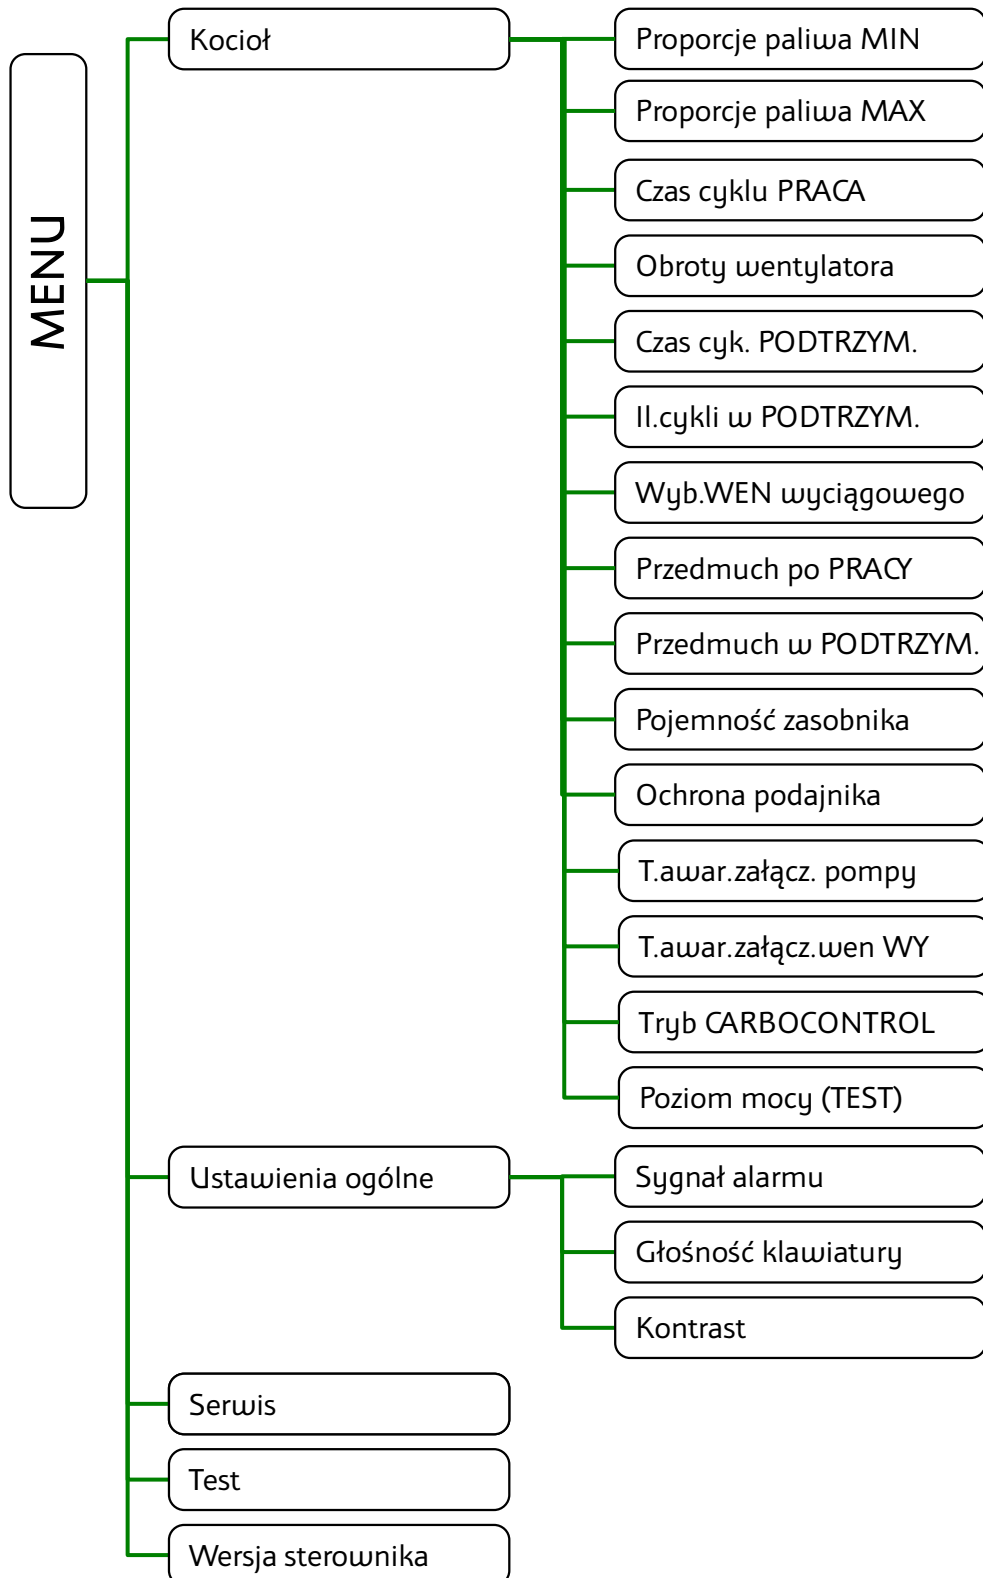 MENU
Kocioł
Proporcje paliwa MIN
Proporcje paliwa MAX
Czas cyklu PRACA
Obroty wentylatora
Czas cyk. PODTRZYM.
Il.cykli w PODTRZYM.
Wyb.WEN wyciągowego
Przedmuch po PRACY
Przedmuch w PODTRZYM.
Pojemność zasobnika
Ochrona podajnika
T.awar.załącz. pompy
T.awar.załącz.wen WY
Tryb CARBOCONTROL
Poziom mocy (TEST)
Ustawienia ogólne
Sygnał alarmu
Głośność klawiatury
Kontrast
Serwis
Test
Wersja sterownika